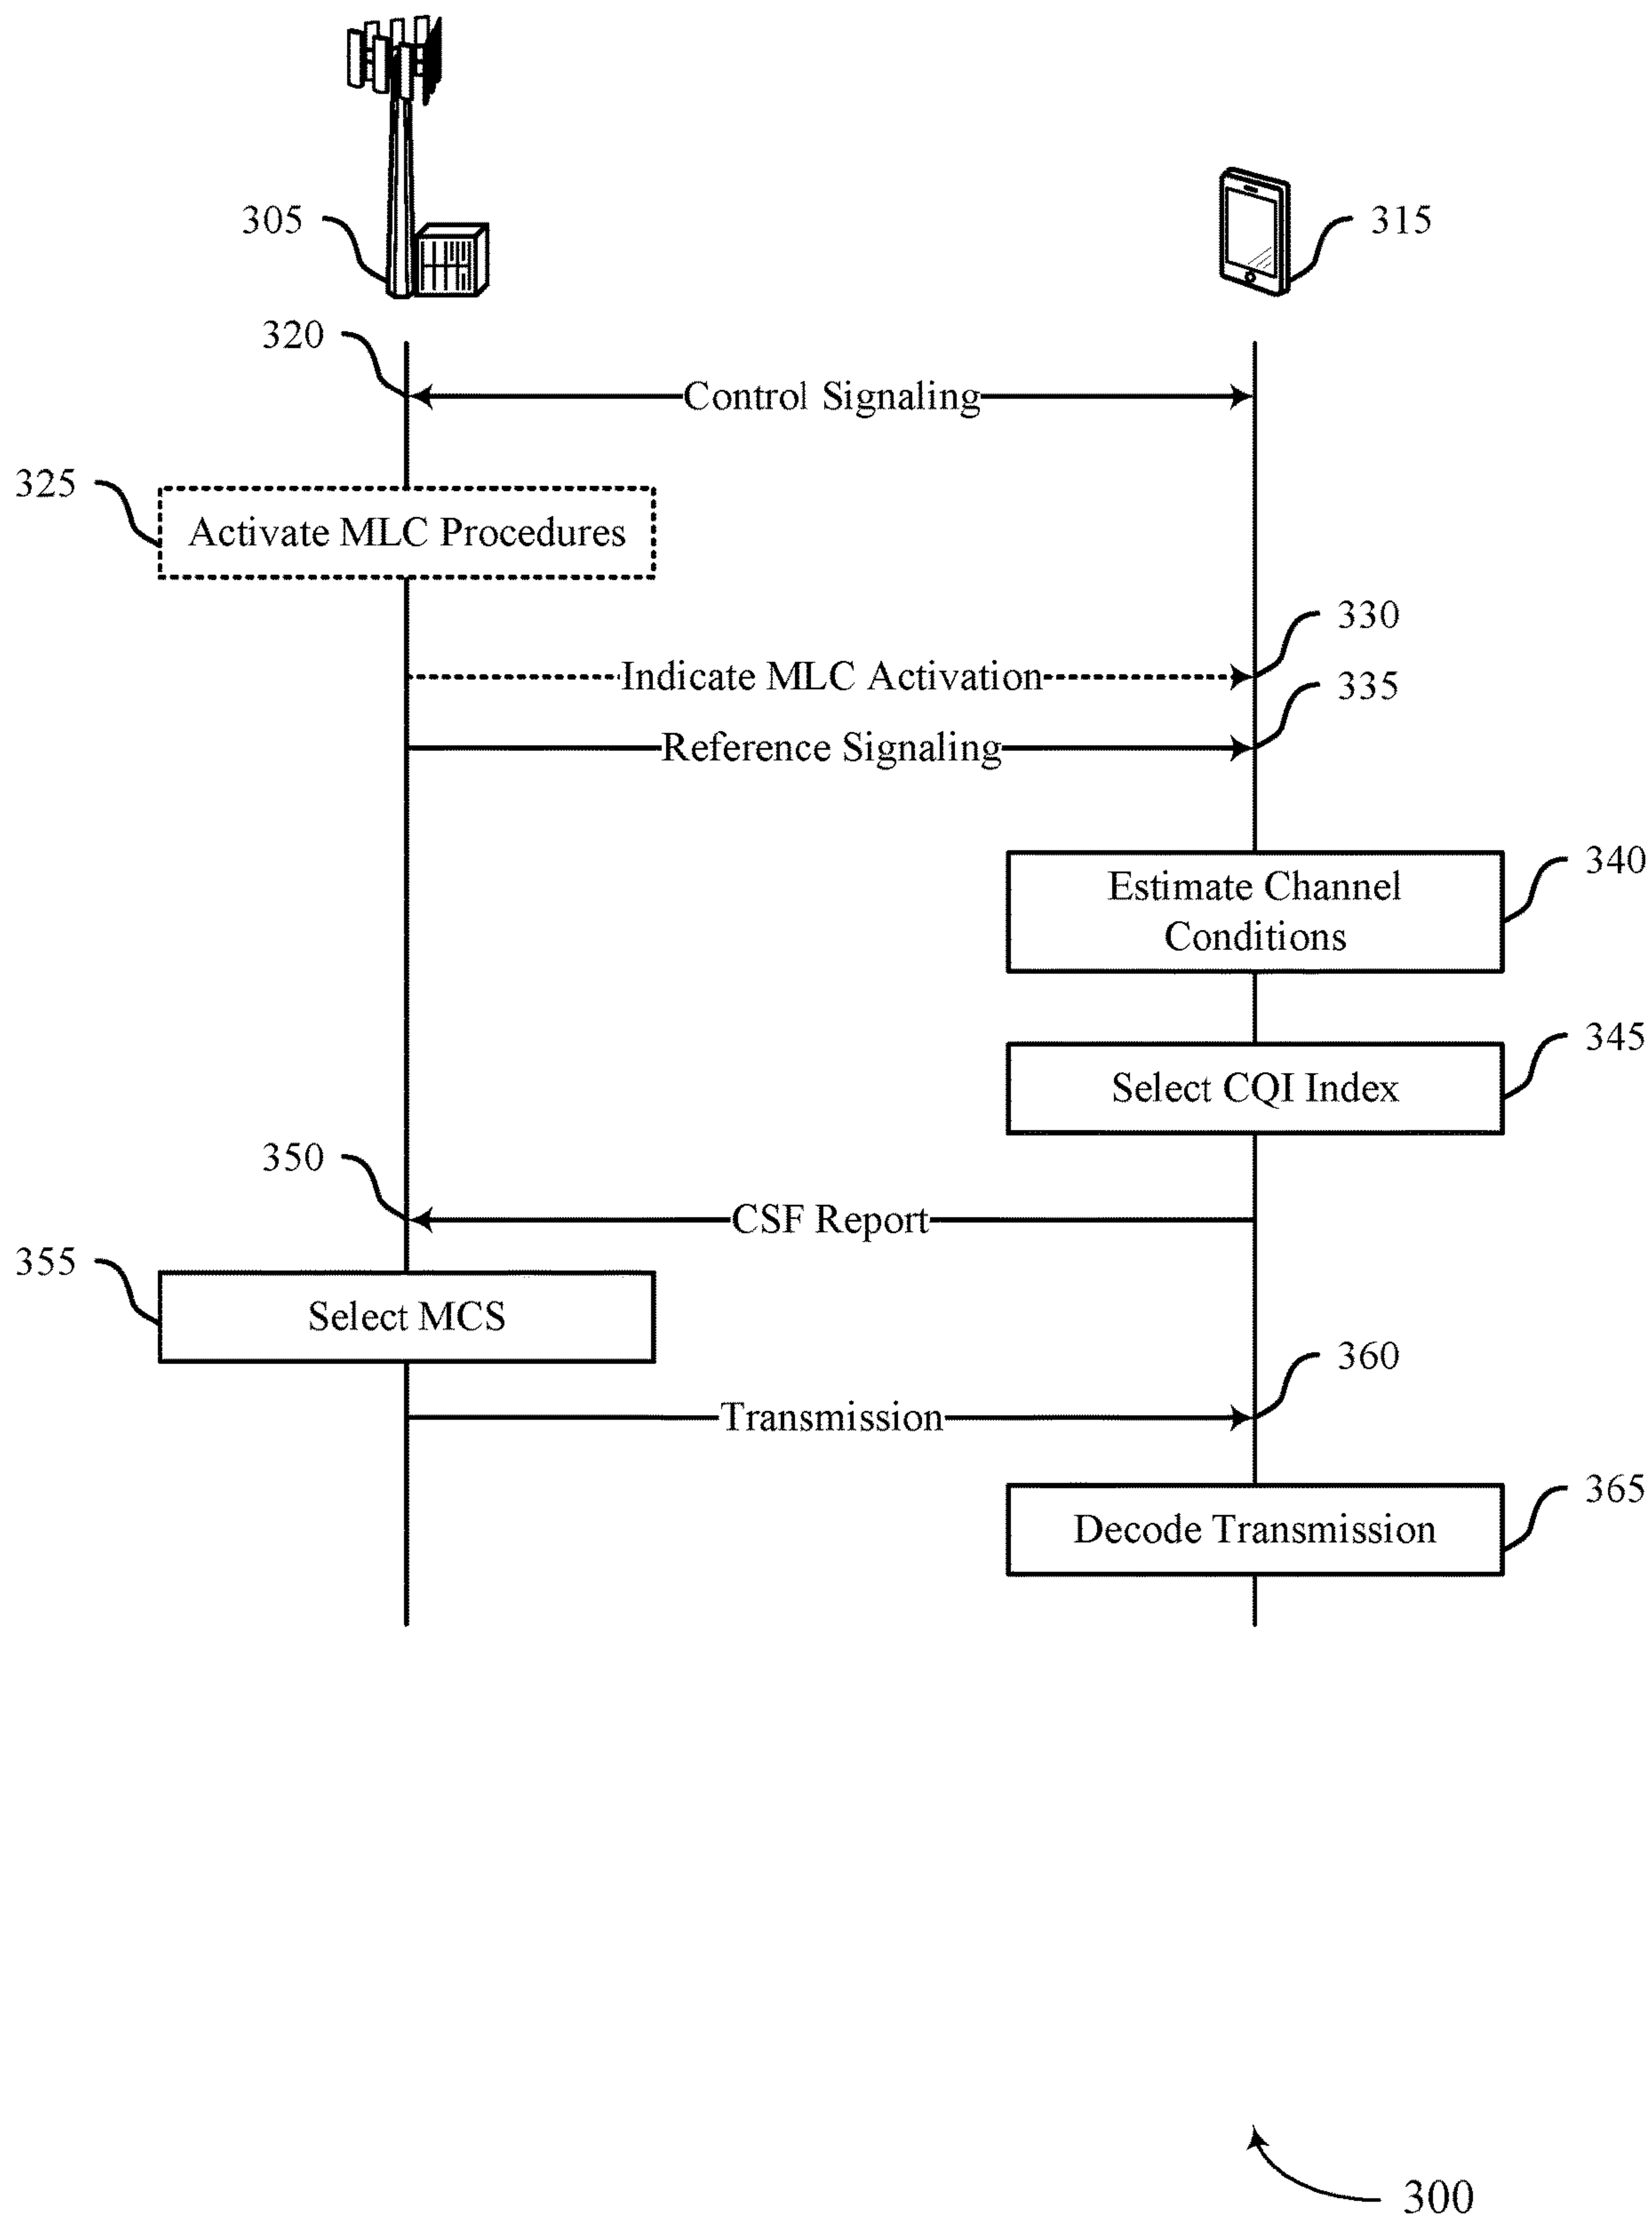 305
315
320
Control Signaling
325
Activate MLC Procedures
330
Indicate MLC Activation
335
Reference Signaling
340
Estimate Channel
Conditions
345
Select CQI Index
350
CSF Report
355
Select MCS
360
Transmission
365
Decode Transmission
300